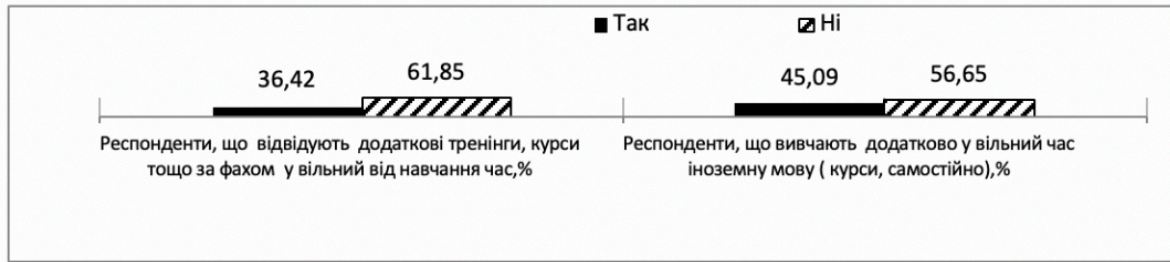 Так Ні
36,42 61,85 45,09 56,65
Респонденти, що відвідують додаткові тренінги, курси
тощо за фахом у вільний від навчання час,%
Респонденти, що вивчають додатково у вільний час
іноземну мову ( курси, самостійно),%